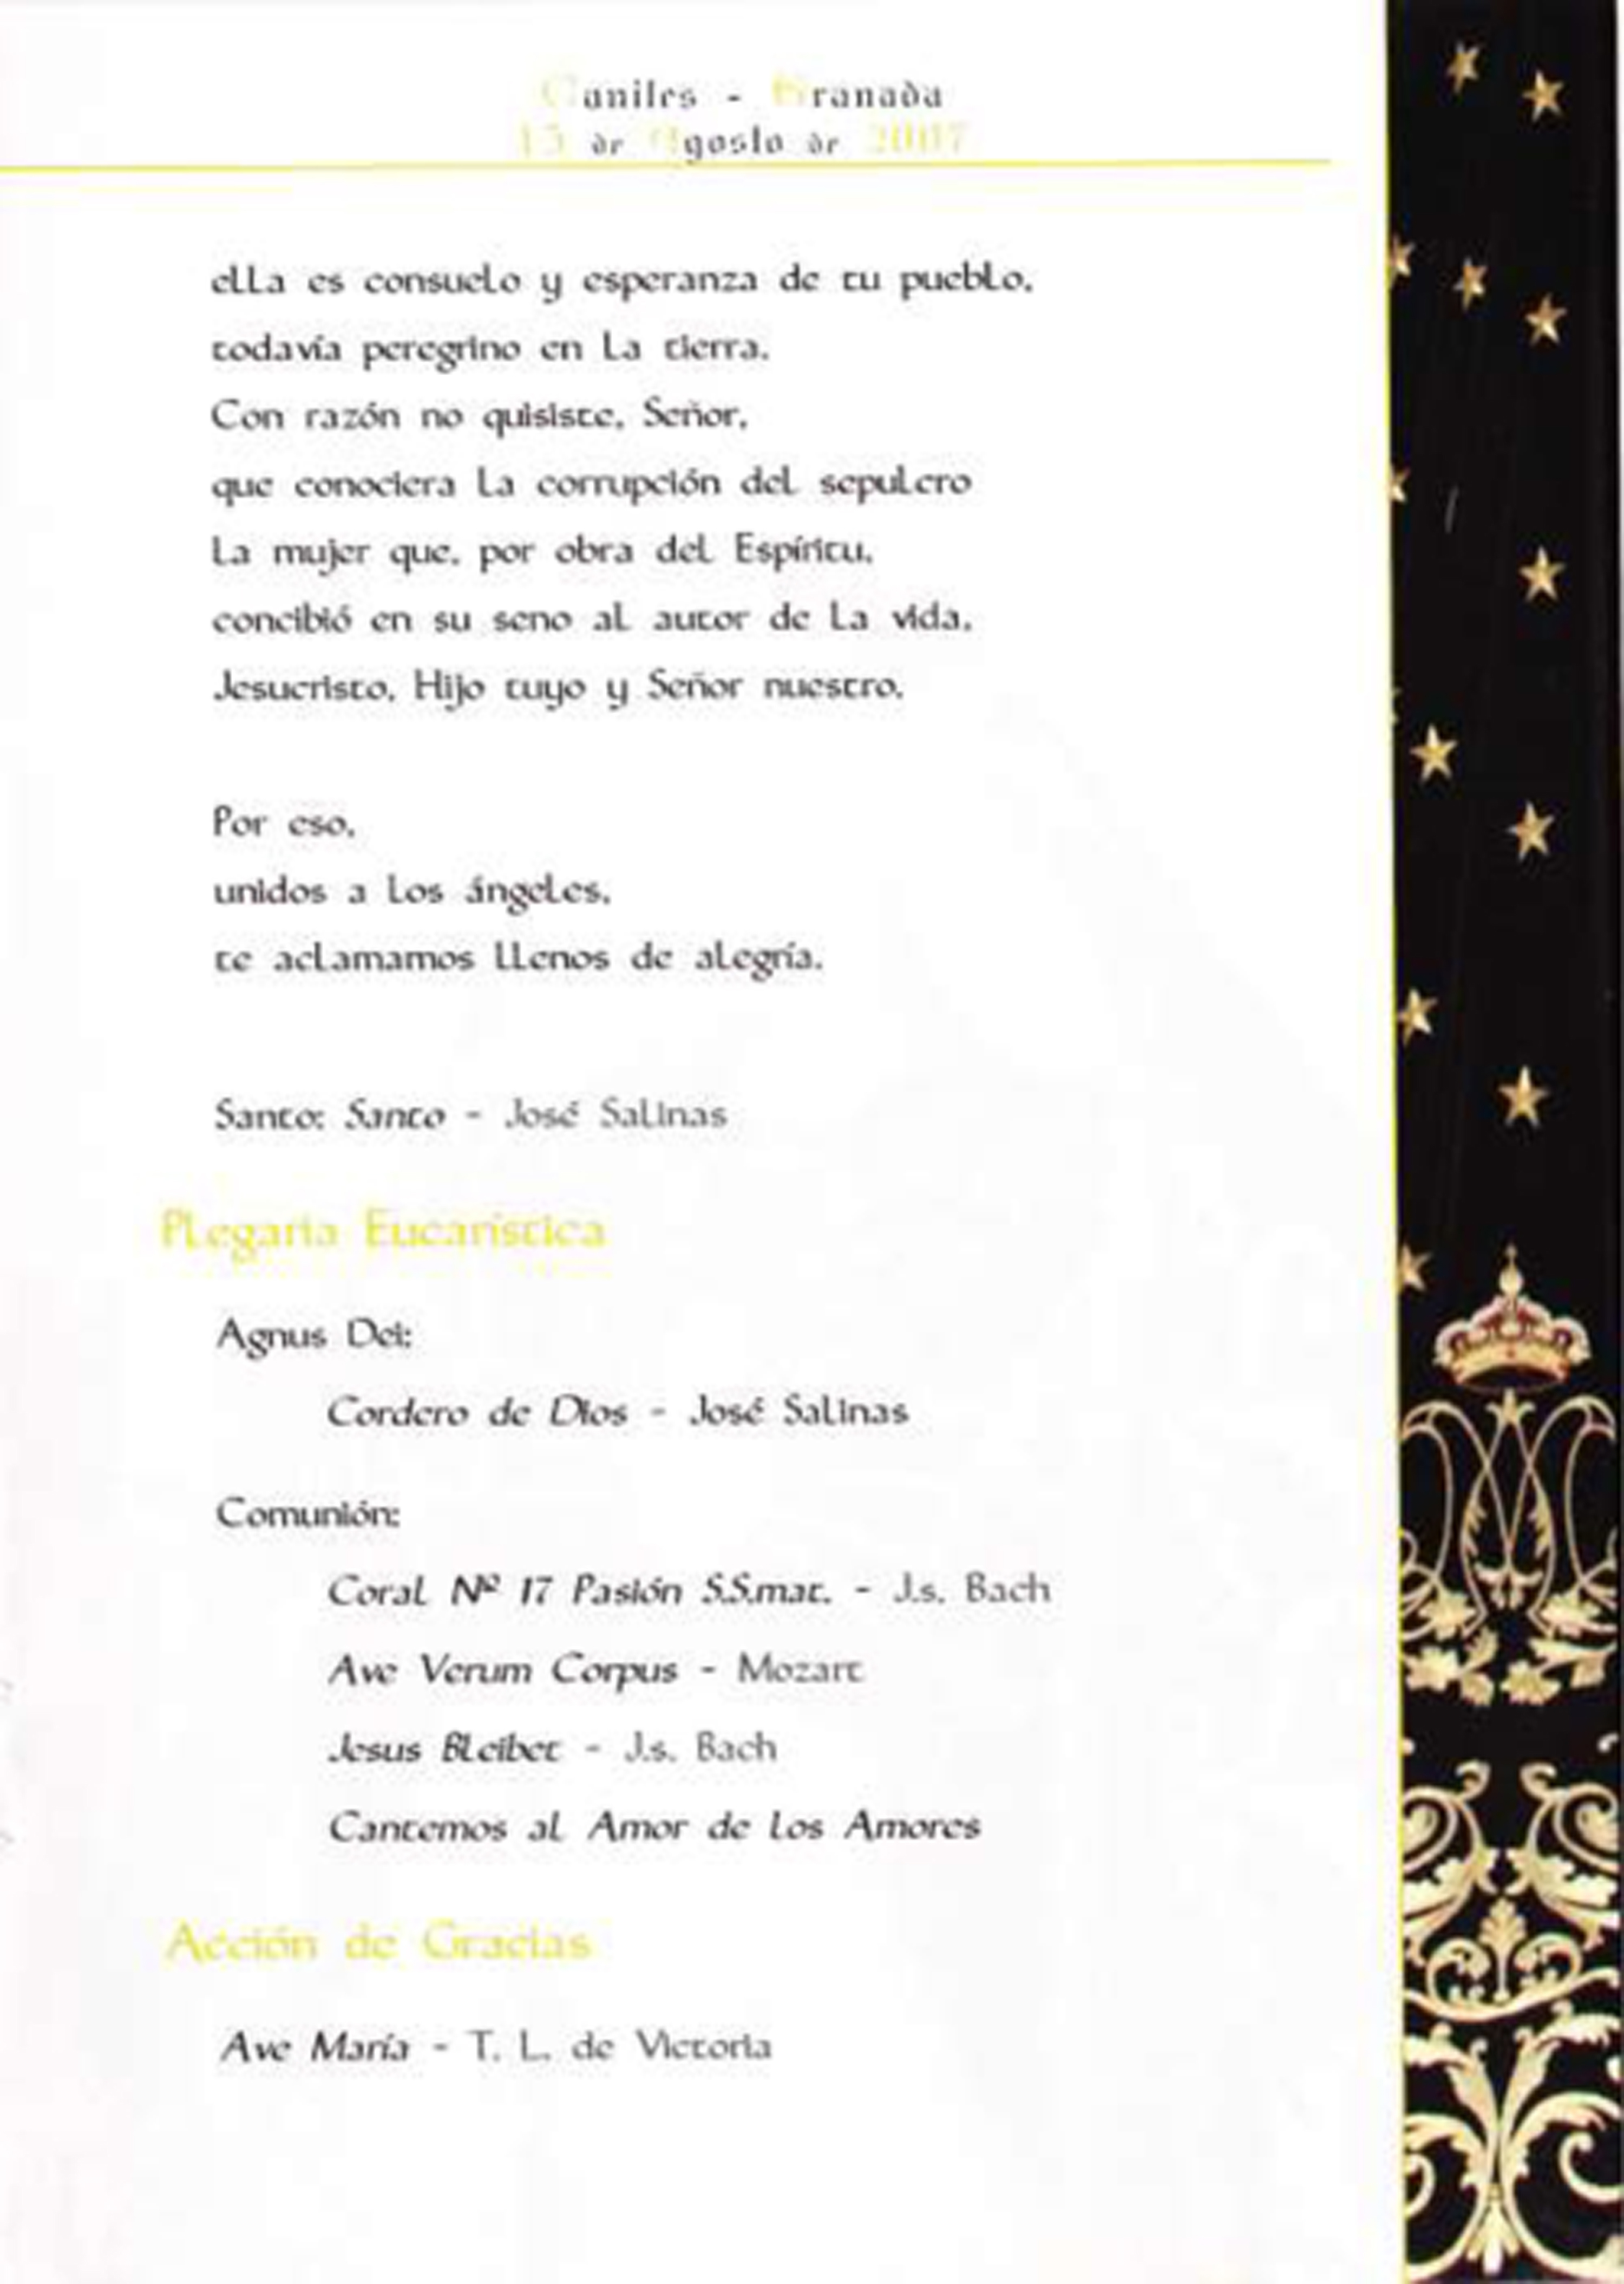 Caniles - Granada
15 de Agosto de 2007
ella es consuelo y esperanza de tu pueblo,
todavía peregrino en la tierra.
Con razón no quisiste, Señor,
que conociera la corrupción del sepulcro
la mujer que, por obra del Espíritu,
concibió en su seno al autor de la vida,
Jesucristo, Hijo tuyo y Señor nuestro.
Por eso,
unidos a los ángeles,
te aclamamos llenos de alegría.
Santo: Santo - José Salinas
Plegaria Eucarística
Agnus Dei:
Cordero de Dios - José Salinas
Comunión:
Coral Nº 17 Pasión S.S.mat. - J.s. Bach
Ave Verum Corpus - Mozart
Jesus Bleibet - J.s. Bach
Cantemos al Amor de los Amores
Acción de Gracias
Ave María - T. L. de Victoria